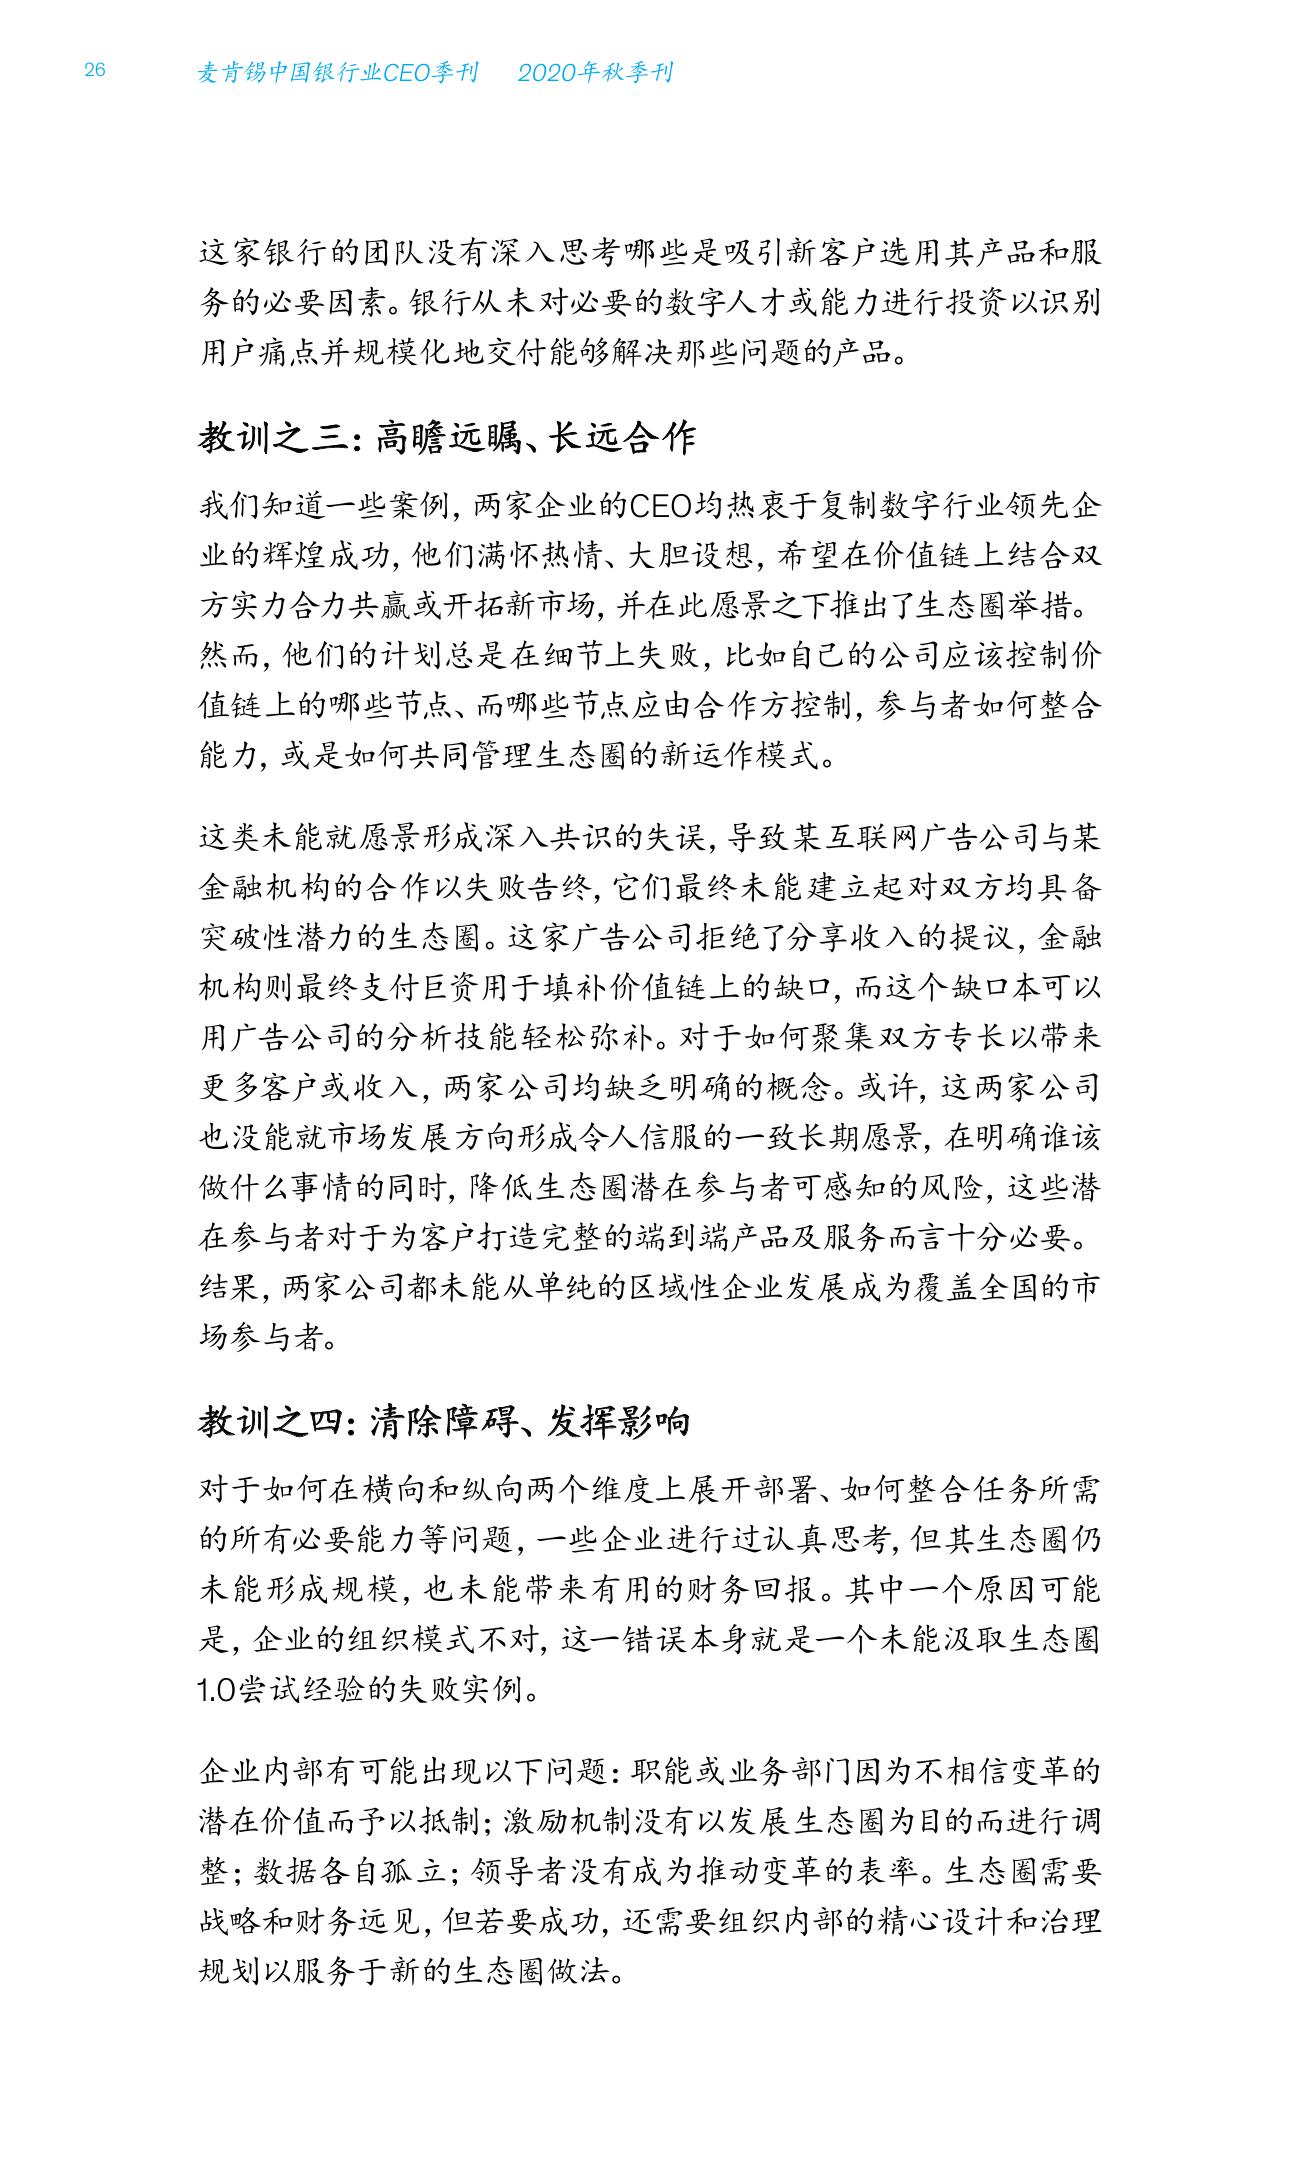 26
麦肯锡中国银行业CEO季刊 2020年秋季刊
这家银行的团队没有深入思考哪些是吸引新客户选用其产品和服
务的必要因素。银行从未对必要的数字人才或能力进行投资以识别
用户痛点并规模化地交付能够解决那些问题的产品。
教训之三：高瞻远瞩、长远合作
我们知道一些案例，两家企业的CEO均热衷于复制数字行业领先企
业的辉煌成功，他们满怀热情、大胆设想，希望在价值链上结合双
方实力合力共赢或开拓新市场，并在此愿景之下推出了生态圈举措。
然而，他们的计划总是在细节上失败，比如自己的公司应该控制价
值链上的哪些节点、而哪些节点应由合作方控制，参与者如何整合
能力，或是如何共同管理生态圈的新运作模式。
这类未能就愿景形成深入共识的失误，导致某互联网广告公司与某
金融机构的合作以失败告终，它们最终未能建立起对双方均具备
突破性潜力的生态圈。这家广告公司拒绝了分享收入的提议，金融
机构则最终支付巨资用于填补价值链上的缺口，而这个缺口本可以
用广告公司的分析技能轻松弥补。对于如何聚集双方专长以带来
更多客户或收入，两家公司均缺乏明确的概念。或许，这两家公司
也没能就市场发展方向形成令人信服的一致长期愿景，在明确谁该
做什么事情的同时，降低生态圈潜在参与者可感知的风险，这些潜
在参与者对于为客户打造完整的端到端产品及服务而言十分必要。
结果，两家公司都未能从单纯的区域性企业发展成为覆盖全国的市
场参与者。
教训之四：清除障碍、发挥影响
对于如何在横向和纵向两个维度上展开部署、如何整合任务所需
的所有必要能力等问题，一些企业进行过认真思考，但其生态圈仍
未能形成规模，也未能带来有用的财务回报。其中一个原因可能
是，企业的组织模式不对，这一错误本身就是一个未能汲取生态圈
1.0尝试经验的失败实例。
企业内部有可能出现以下问题：职能或业务部门因为不相信变革的
潜在价值而予以抵制；激励机制没有以发展生态圈为目的而进行调
整；数据各自孤立；领导者没有成为推动变革的表率。生态圈需要
战略和财务远见，但若要成功，还需要组织内部的精心设计和治理
规划以服务于新的生态圈做法。